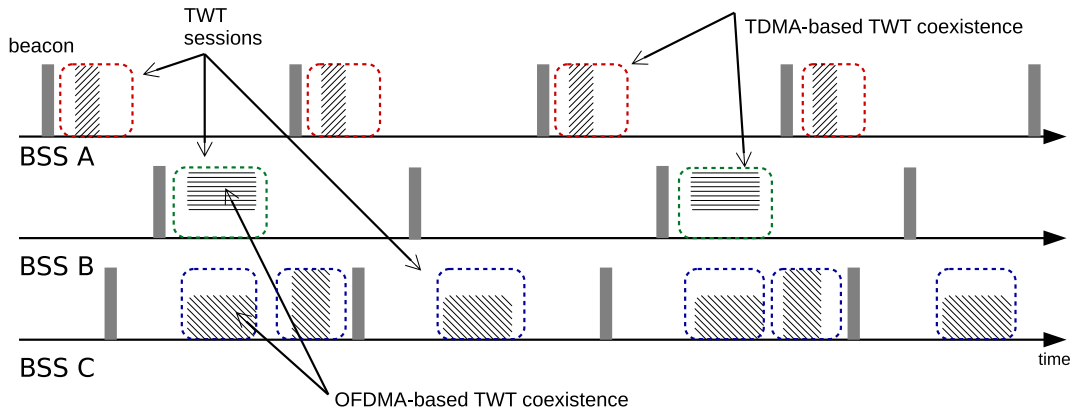 TWT
sessions
TDMA-based TWT coexistence
beacon
BSS A
BSS B
BSS C
time
OFDMA-based TWT coexistence